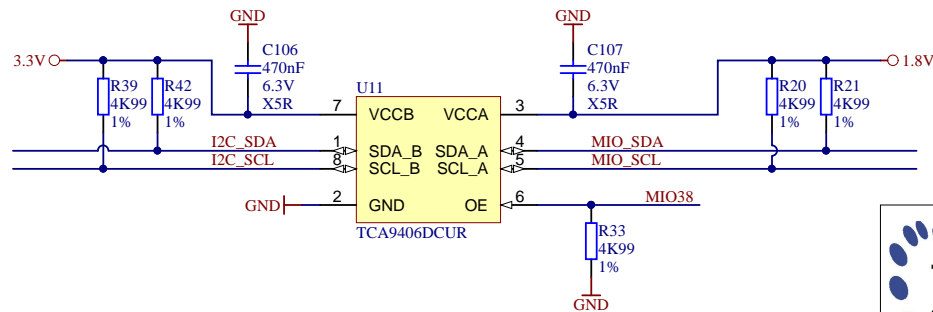 GND
GND
3.3V
C106
470nF
6.3V
X5R
C107
470nF
6.3V
X5R
1.8V
R39
4K99
1%
R42
4K99
1%
U11
R20
4K99
1%
R21
4K99
1%
7 VCCB VCCA 3
I2C_SDA 1 SDA_B SDA_A 4 MIO_SDA
I2C_SCL 8 SCL_B SCL_A 5 MIO_SCL
GND 2 GND OE 6 MIO38
TCA9406DCUR
R33
4K99
1%
GND